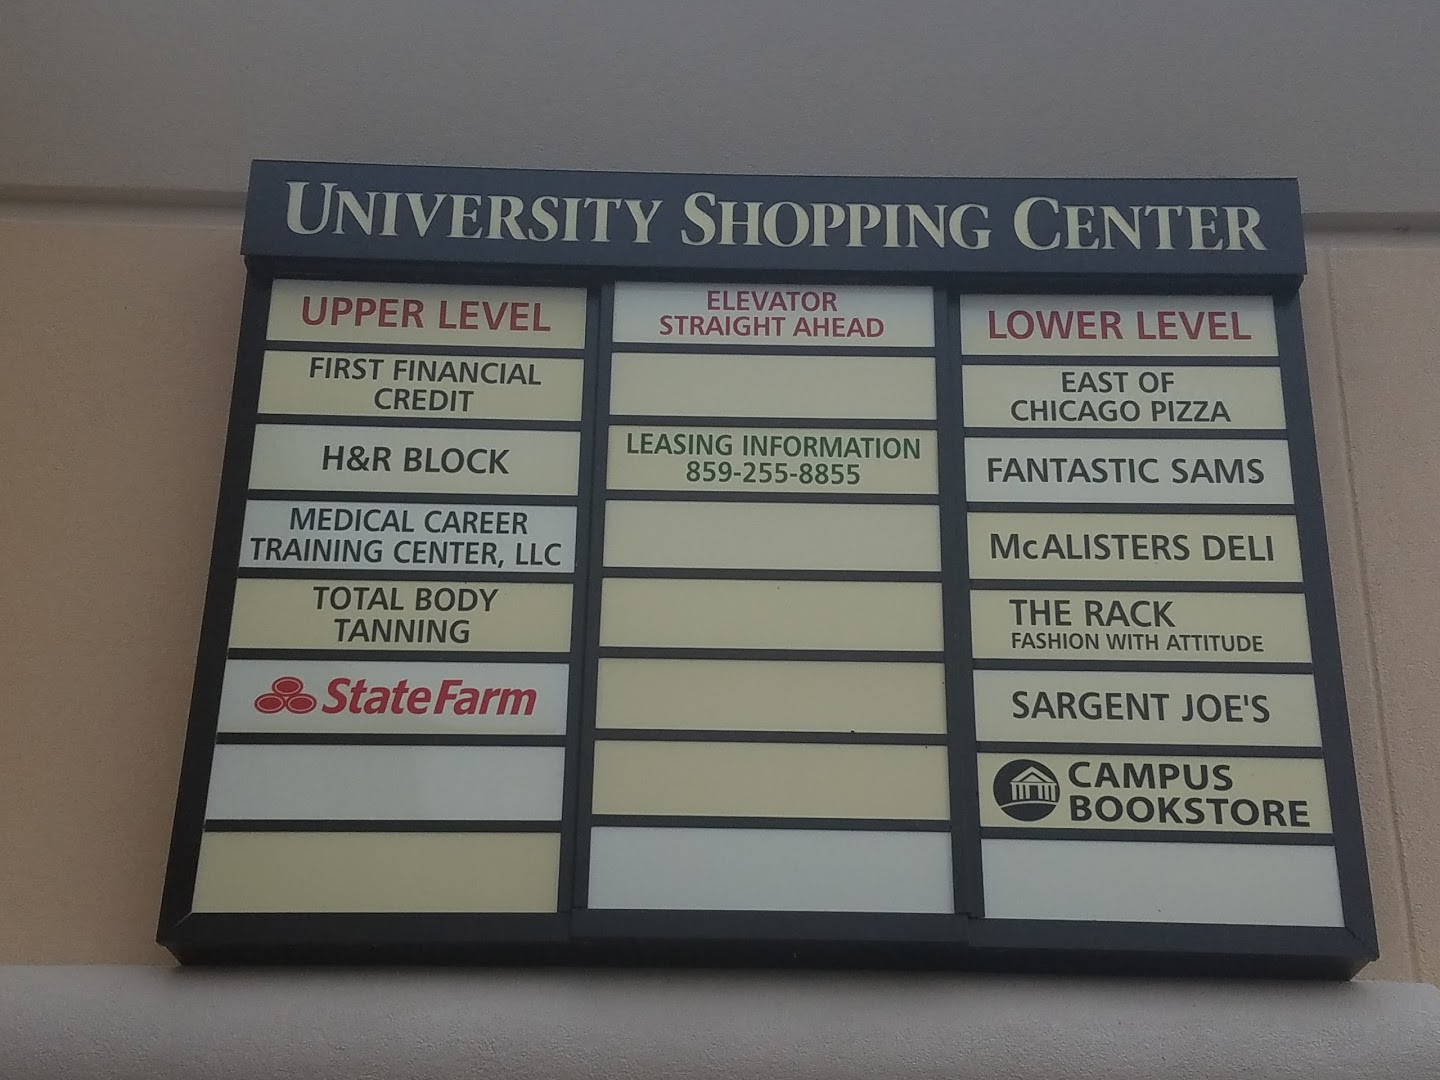 UNIVERSITY SHOPPING CENTER
UPPER LEVEL
FIRST FINANCIAL
CREDIT
H&R BLOCK
MEDICAL CAREER
TRAINING CENTER, LLC
TOTAL BODY
TANNING
StateFarm
ELEVATOR
STRAIGHT AHEAD
LEASING INFORMATION
859-255-8855
LOWER LEVEL
EAST OF
CHICAGO PIZZA
FANTASTIC SAMS
McALISTERS DELI
THE RACK
FASHION WITH ATTITUDE
SARGENT JOE'S
CAMPUS
BOOKSTORE